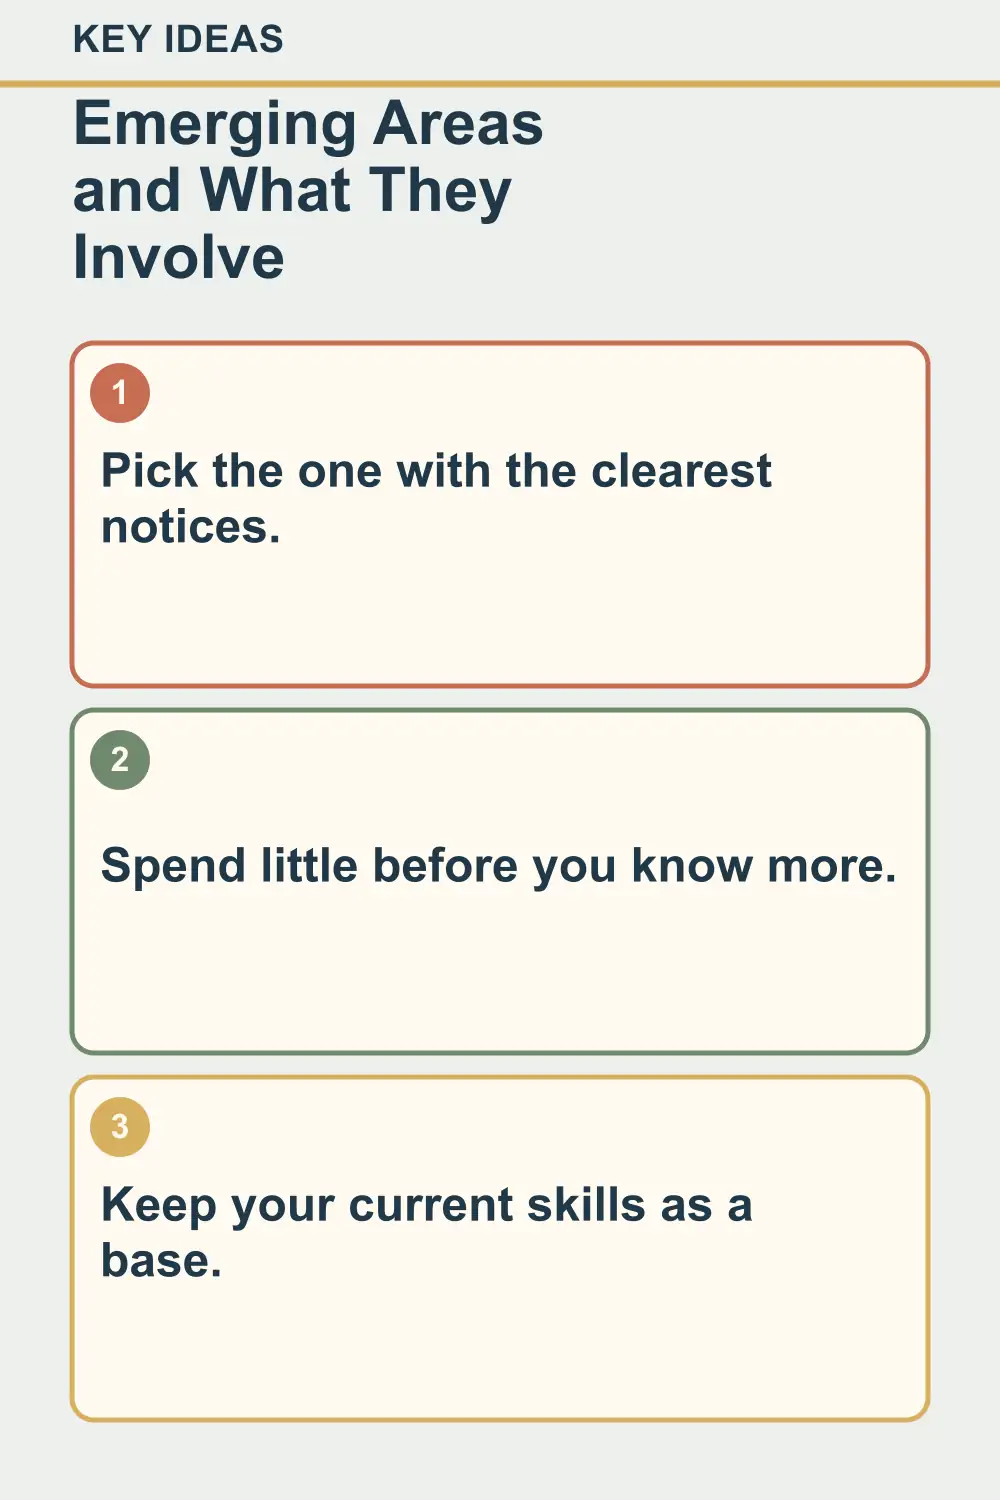 KEY IDEAS
Emerging Areas
and What They
Involve
1
Pick the one with the clearest
notices.
2
Spend little before you know more.
3
Keep your current skills as a
base.